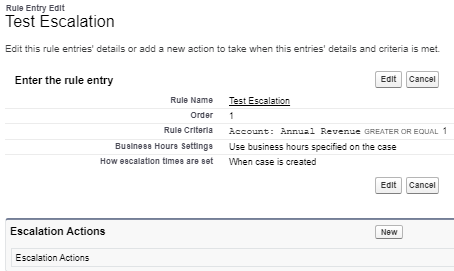 Rule Entry Edit
Test Escalation
Edit this rule entries' details or add a new action to take when this entries' details and criteria is met.
Enter the rule entry
Edit Cancel
Rule Name Test Escalation
Order 1
Rule Criteria Account: Annual Revenue GREATER OR EQUAL 1
Business Hours Settings Use business hours specified on the case
How escalation times are set When case is created
Edit Cancel
Escalation Actions New
Escalation Actions